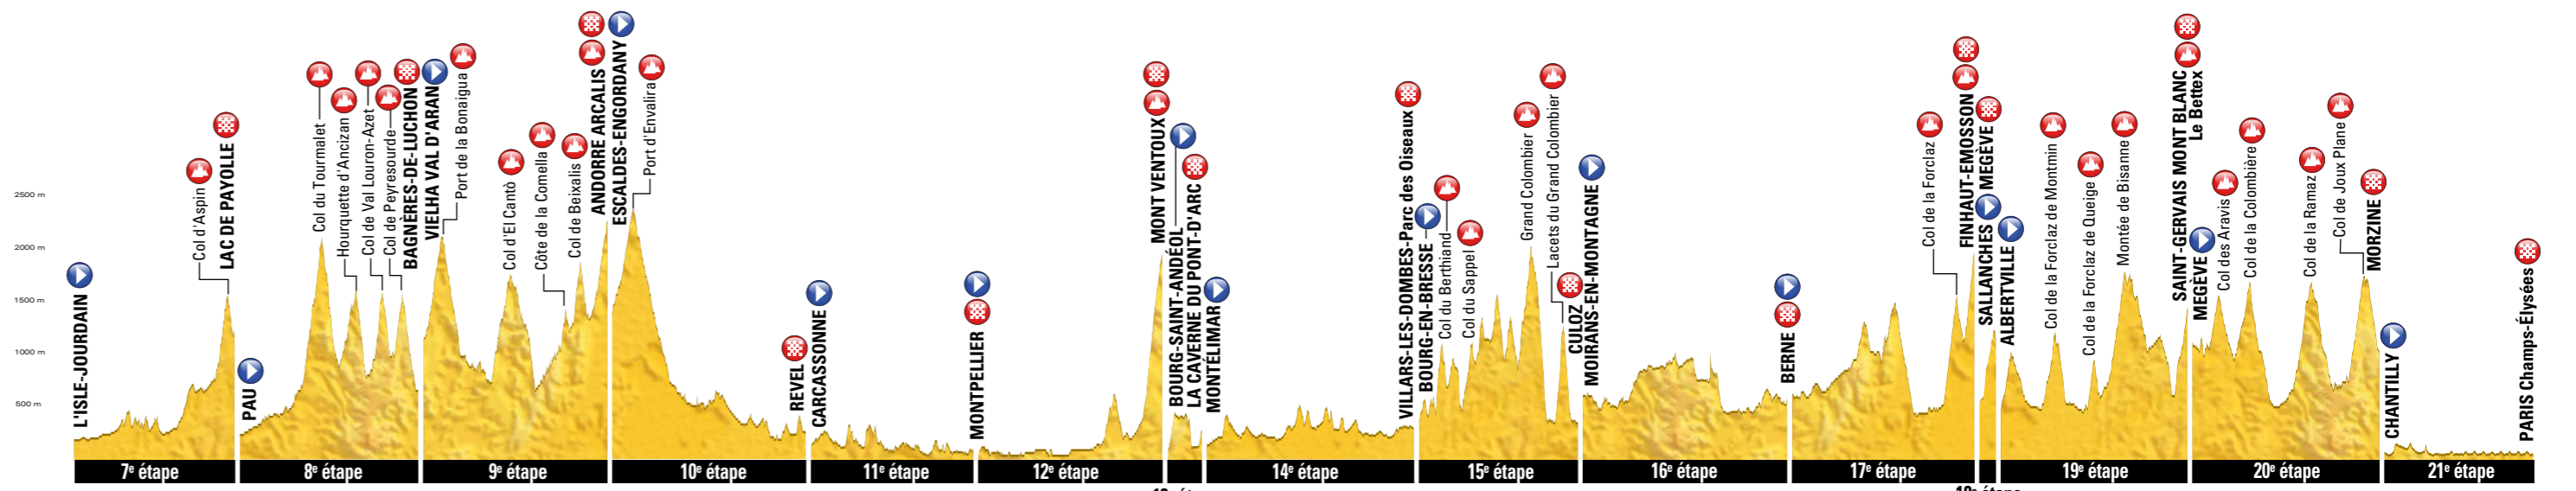 2500 m
2000 m
1500 m
1000 m
500 m
L'ISLE-JOURDAIN
Col d'Aspin
LAC DE PAYOLLE
PAU
Col du Tourmalet
Hourquette d'Ancizan
Col de Val Louron-Azet
Col de Peyresourde
BAGNÈRES-DE-LUCHON
VIELHA VAL D'ARAN
Port de la Bonaigua
Col d'El Cantò
Côte de la Comella
Col de Beixalis
ANDORRE ARCALIS
ESCALDES-ENGORDANY
Port d'Envalira
REVEL
CARCASSONNE
MONTPELLIER
MONT VENTOUX
BOURG-SAINT-ANDÉOL
LA CAVERNE DU PONT-D'ARC
MONTÉLIMAR
VILLARS-LES-DOMBES-Parc des Oiseaux
BOURG-EN-BRESSE
Col du Berthiand
Col du Sappel
Grand Colombier
Lacets du Grand Colombier
CULOZ
MOIRANS-EN-MONTAGNE
BERNE
Col de la Forclaz
FINHAUT-EMOSSON
SALLANCHES
MEGÈVE
ALBERTVILLE
Col de la Forclaz de Montmin
Col de la Forclaz de Queige
Montée de Bisanne
SAINT-GERVAIS MONT BLANC
Le Bettex
MEGÈVE
Col des Aravis
Col de la Colombière
Col de la Ramaz
Col de Joux Plane
MORZINE
CHANTILLY
PARIS Champs-Élysées
7e étape
8e étape
9e étape
10e étape
11e étape
12e étape
14e étape
15e étape
16e étape
17e étape
19e étape
20e étape
21e étape